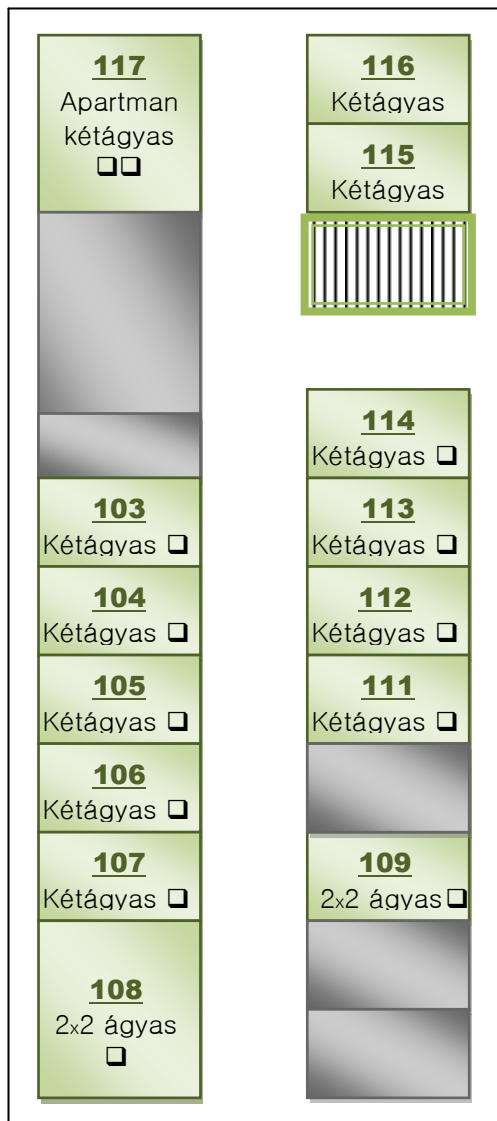 117
Apartman
kétágyas
❑❑
103
Kétágyas ❑
104
Kétágyas ❑
105
Kétágyas ❑
106
Kétágyas ❑
107
Kétágyas ❑
108
2x2 ágyas
❑
116
Kétágyas
115
Kétágyas
114
Kétágyas ❑
113
Kétágyas ❑
112
Kétágyas ❑
111
Kétágyas ❑
109
2x2 ágyas ❑